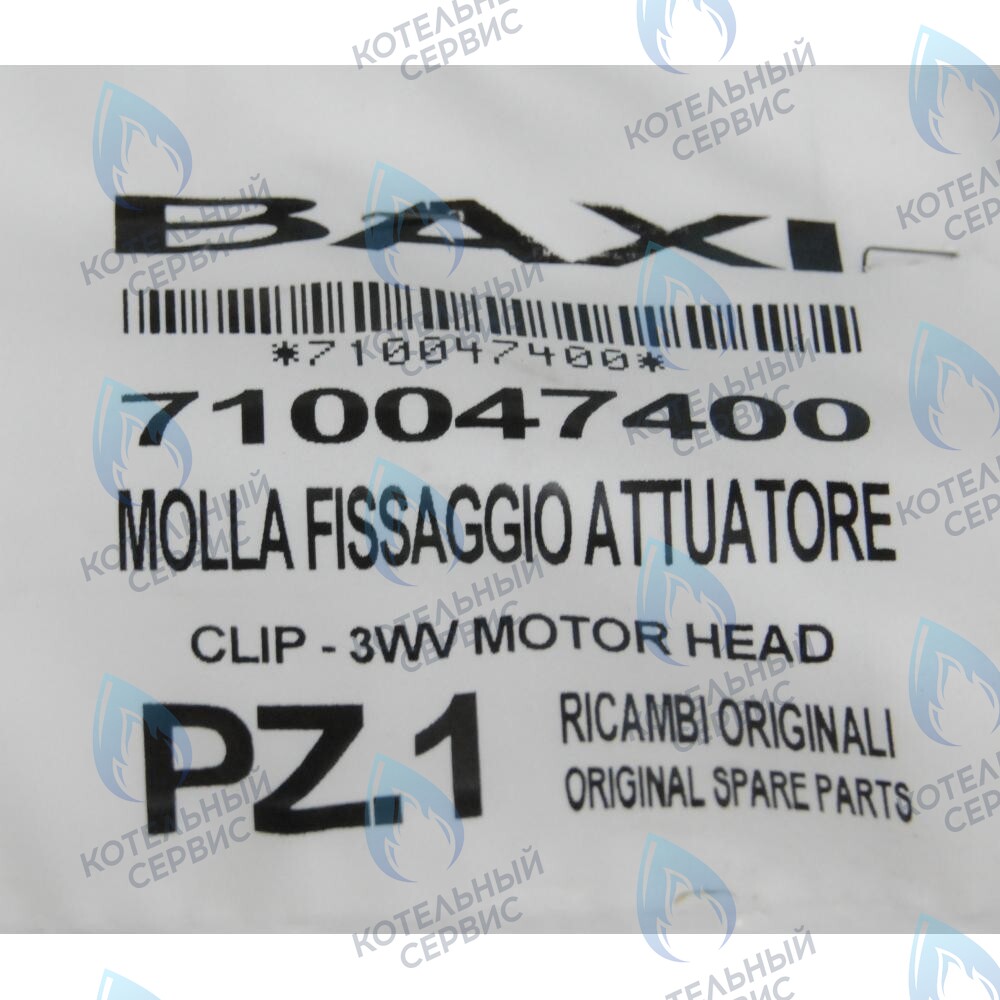 BAXI
*710047400*
710047400
MOLLA FISSAGGIO ATTUATORE
CLIP - 3WV MOTOR HEAD
PZ.1
RICAMBI ORIGINALI
ORIGINAL SPARE PARTS
КОТЕЛЬНЫЙ
СЕРВИС